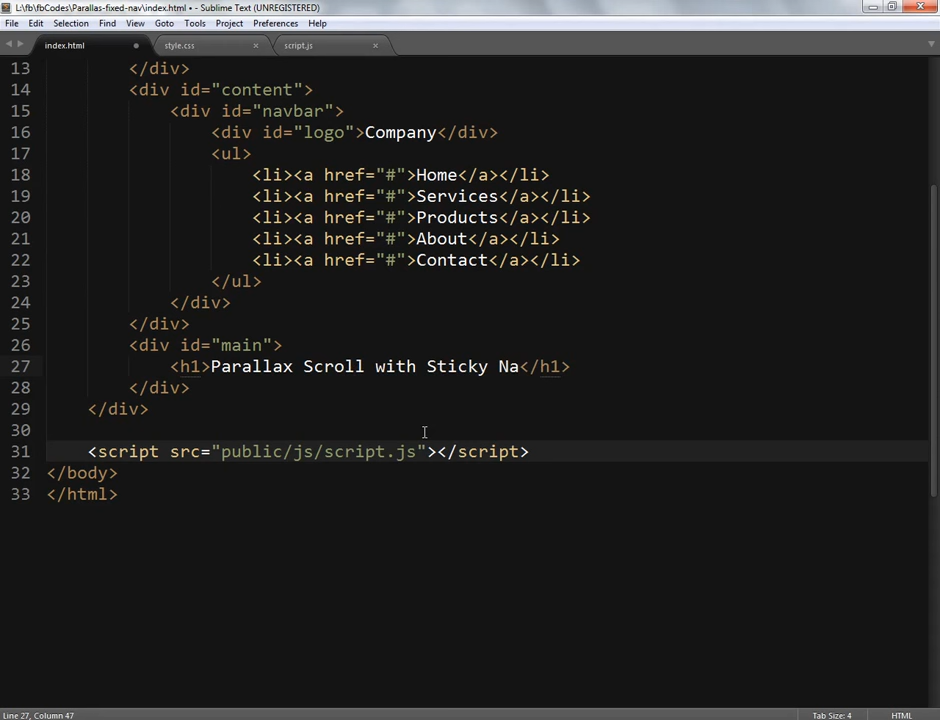 L:\fb\fbCodes\Parallas-fixed-nav\index.html • - Sublime Text (UNREGISTERED)
File Edit Selection Find View Goto Tools Project Preferences Help
index.html style.css script.js
13 </div>
14 <div id="content">
15 <div id="navbar">
16 <div id="logo">Company</div>
17 <ul>
18 <li><a href="#">Home</a></li>
19 <li><a href="#">Services</a></li>
20 <li><a href="#">Products</a></li>
21 <li><a href="#">About</a></li>
22 <li><a href="#">Contact</a></li>
23 </ul>
24 </div>
25 </div>
26 <div id="main">
27 <h1>Parallax Scroll with Sticky Na</h1>
28 </div>
29 </div>
30
31 <script src="public/js/script.js"></script>
32 </body>
33 </html>
Line 27, Column 47 Tab Size: 4 HTML